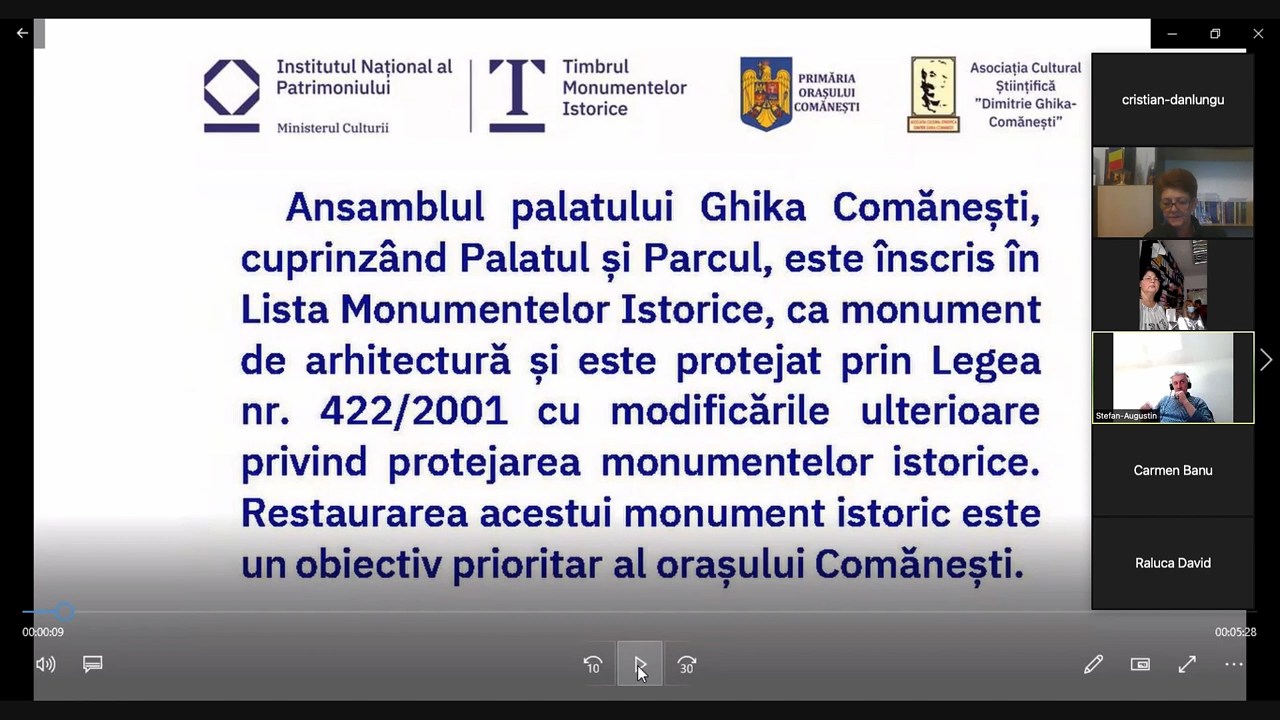 Institutul Național al
Patrimoniului
Ministerul Culturii
Timbrul
Monumentelor
Istorice
PRIMĂRIA
ORAȘULUI
COMĂNEȘTI
Asociația Cultural
Științifică
”Dimitrie Ghika-
Comănești”
Ansamblul palatului Ghika Comănești,
cuprinzând Palatul și Parcul, este înscris în
Lista Monumentelor Istorice, ca monument
de arhitectură și este protejat prin Legea
nr. 422/2001 cu modificările ulterioare
privind protejarea monumentelor istorice.
Restaurarea acestui monument istoric este
un obiectiv prioritar al orașului Comănești.
cristian-danlungu
Stefan-Augustin
Carmen Banu
Raluca David
00:00:09
00:05:28
10
30